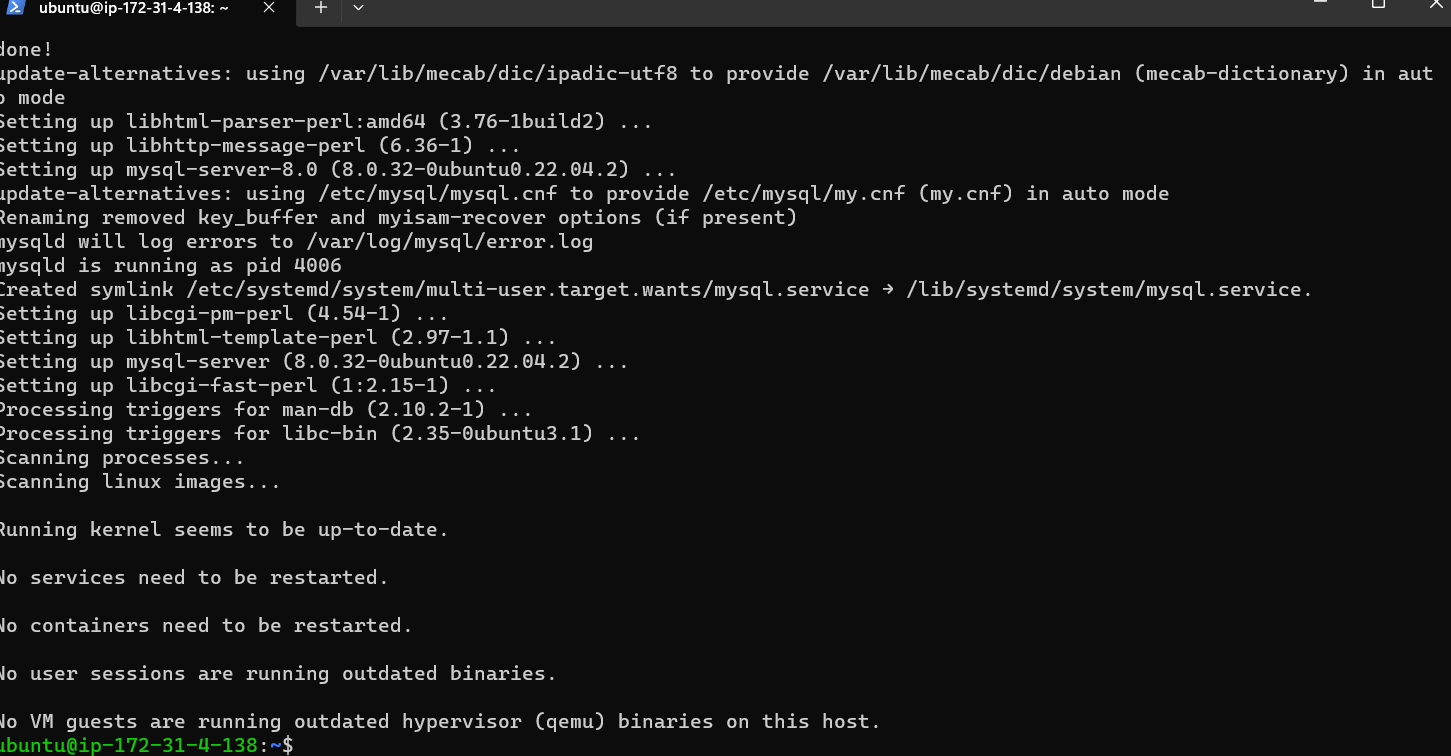 ubuntu@ip-172-31-4-138: ~
done!
update-alternatives: using /var/lib/mecab/dic/ipadic-utf8 to provide /var/lib/mecab/dic/debian (mecab-dictionary) in aut
o mode
Setting up libhtml-parser-perl:amd64 (3.76-1build2) ...
Setting up libhttp-message-perl (6.36-1) ...
Setting up mysql-server-8.0 (8.0.32-0ubuntu0.22.04.2) ...
update-alternatives: using /etc/mysql/mysql.cnf to provide /etc/mysql/my.cnf (my.cnf) in auto mode
Renaming removed key_buffer and myisam-recover options (if present)
mysqld will log errors to /var/log/mysql/error.log
mysqld is running as pid 4006
Created symlink /etc/systemd/system/multi-user.target.wants/mysql.service → /lib/systemd/system/mysql.service.
Setting up libcgi-pm-perl (4.54-1) ...
Setting up libhtml-template-perl (2.97-1.1) ...
Setting up mysql-server (8.0.32-0ubuntu0.22.04.2) ...
Setting up libcgi-fast-perl (1:2.15-1) ...
Processing triggers for man-db (2.10.2-1) ...
Processing triggers for libc-bin (2.35-0ubuntu3.1) ...
Scanning processes...
Scanning linux images...
Running kernel seems to be up-to-date.
No services need to be restarted.
No containers need to be restarted.
No user sessions are running outdated binaries.
No VM guests are running outdated hypervisor (qemu) binaries on this host.
ubuntu@ip-172-31-4-138:~$